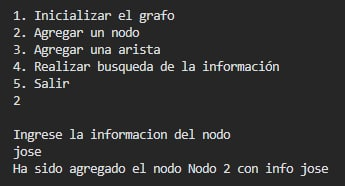 1. Inicializar el grafo
2. Agregar un nodo
3. Agregar una arista
4. Realizar busqueda de la información
5. Salir
2
Ingrese la informacion del nodo
jose
Ha sido agregado el nodo Nodo 2 con info jose